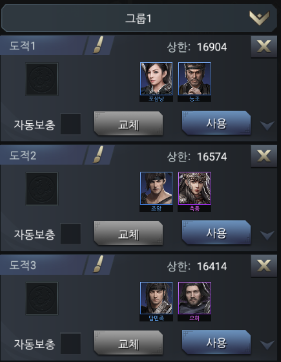 그룹1
도적1 상한: 16904
자동보충 교체 사용
도적2 상한: 16574
자동보충 교체 사용
도적3 상한: 16414
자동보충 교체 사용